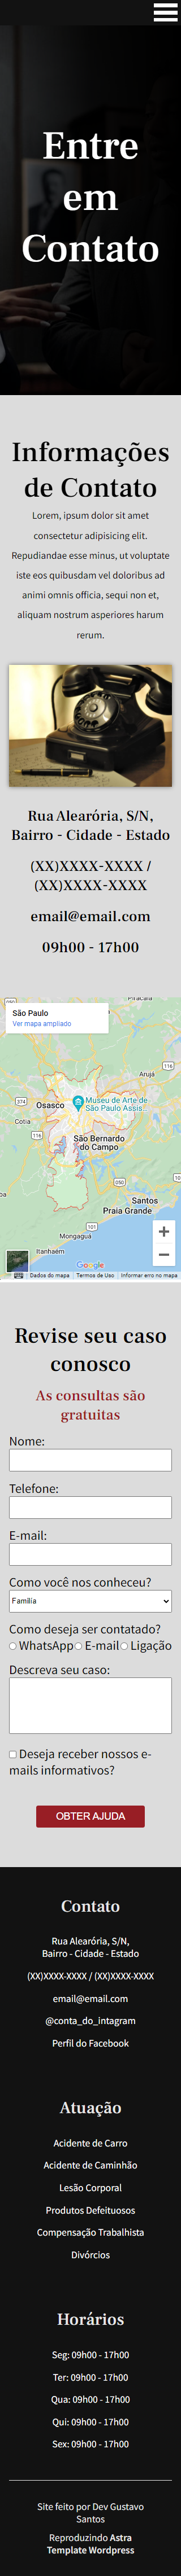 Entre
em
Contato
Informações
de Contato
Lorem, ipsum dolor sit amet
consectetur adipisicing elit.
Repudiandae esse minus, ut voluptate
iste eos quibusdam vel doloribus ad
animi omnis officia, sequi non et,
aliquam nostrum asperiores harum
rerum.
Rua Alearória, S/N,
Bairro - Cidade - Estado
(XX)XXXX-XXXX /
(XX)XXXX-XXXX
email@email.com
09h00 - 17h00
Piracaia
São Paulo
Ver mapa ampliado
116
Arujá
374
Osasco
Museu de Arte de
São Paulo Assis...
Cotia
116
São Bernardo
do Campo
050
Santos
Praia Grande
101
Mongaguá
Itanhaém
Google
Dados do mapa
Termos de Uso
Informar erro no mapa
Revise seu caso
conosco
As consultas são
gratuitas
Nome:
Telefone:
E-mail:
Como você nos conheceu?
Família
Como deseja ser contatado?
WhatsApp E-mail Ligação
Descreva seu caso:
Deseja receber nossos e-
mails informativos?
OBTER AJUDA
Contato
Rua Alearória, S/N,
Bairro - Cidade - Estado
(XX)XXXX-XXXX / (XX)XXXX-XXXX
email@email.com
@conta_do_intagram
Perfil do Facebook
Atuação
Acidente de Carro
Acidente de Caminhão
Lesão Corporal
Produtos Defeituosos
Compensação Trabalhista
Divórcios
Horários
Seg: 09h00 - 17h00
Ter: 09h00 - 17h00
Qua: 09h00 - 17h00
Qui: 09h00 - 17h00
Sex: 09h00 - 17h00
Site feito por Dev Gustavo
Santos
Reproduzindo Astra
Template Wordpress